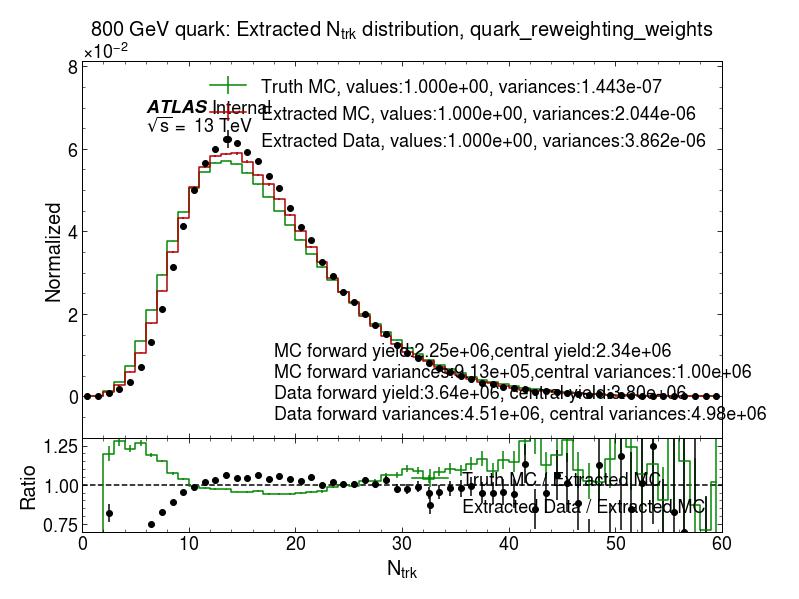 800 GeV quark: Extracted Ntrk distribution, quark_reweighting_weights
×10−2
8
Truth MC, values:1.000e+00, variances:1.443e-07
ATLAS Internal
Extracted MC, values:1.000e+00, variances:2.044e-06
√s = 13 TeV
Extracted Data, values:1.000e+00, variances:3.862e-06
6
Normalized
4
2
0
MC forward yield:2.25e+06,central yield:2.34e+06
MC forward variances:9.13e+05,central variances:1.00e+06
Data forward yield:3.64e+06, central yield:3.80e+06
Data forward variances:4.51e+06, central variances:4.98e+06
Ratio
1.25
1.00
0.75
Truth MC / Extracted MC
Extracted Data / Extracted MC
0 10 20 30 40 50 60
Ntrk